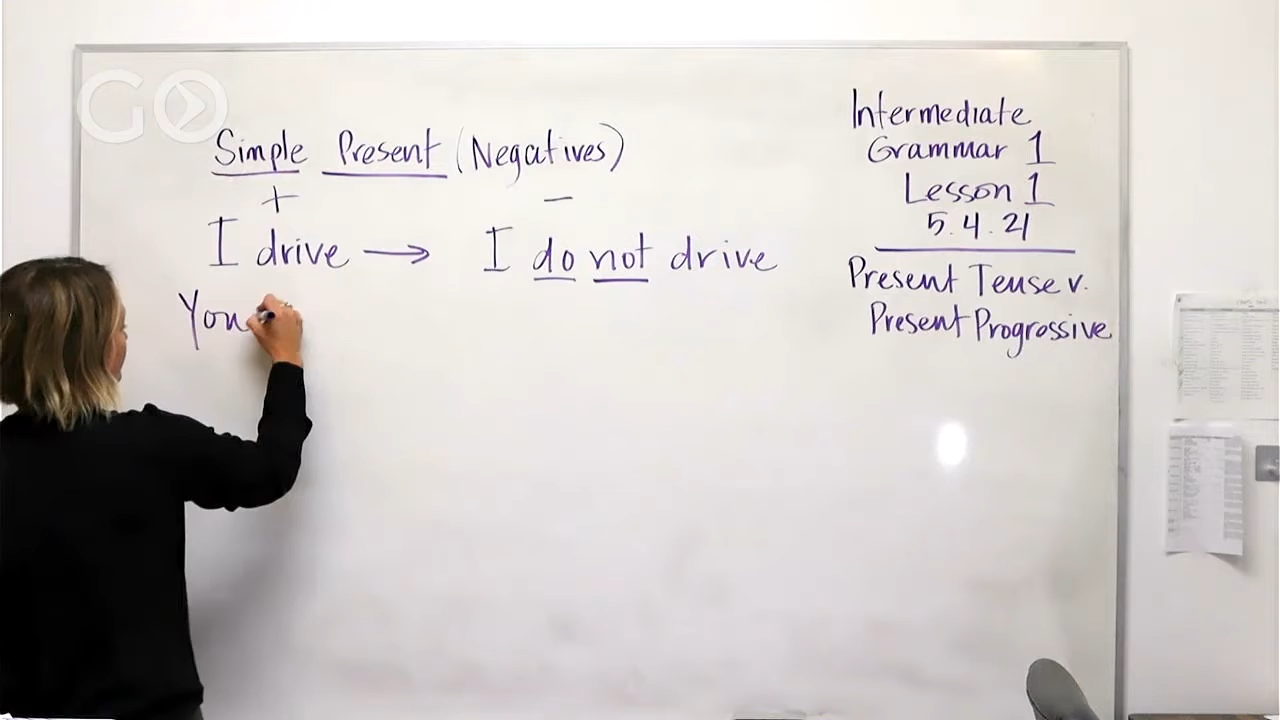 GO
Simple Present (Negatives)
+ −
I drive → I do not drive
You
Intermediate
Grammar 1
Lesson 1
5.4.21
Present Tense v.
Present Progressive